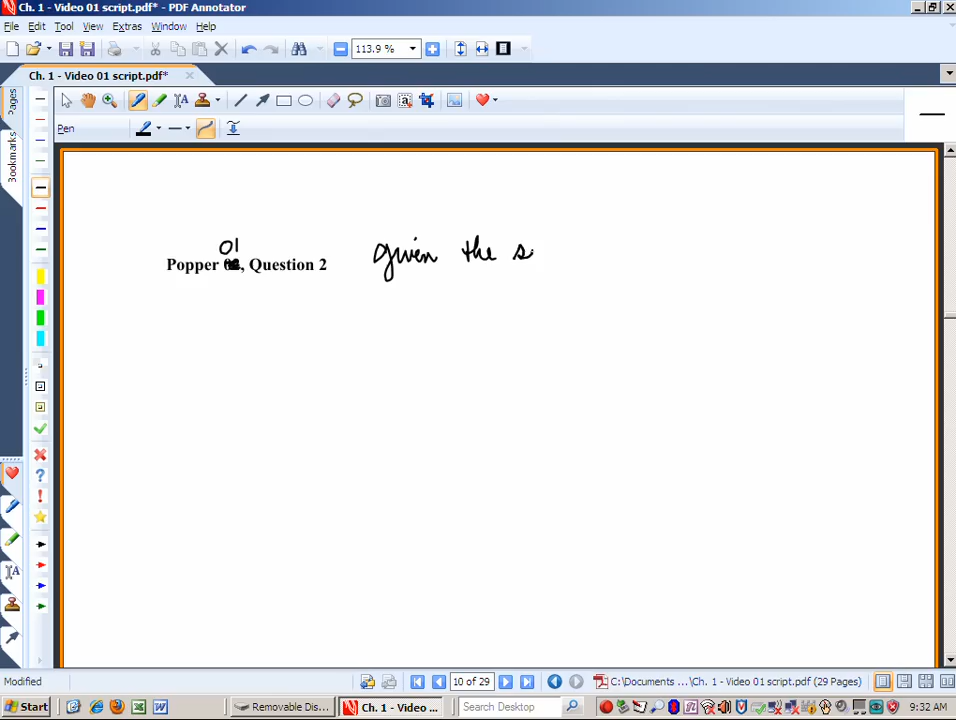 Ch. 1 - Video 01 script.pdf* - PDF Annotator
File Edit Tool View Extras Window Help
113.9 %
Ch. 1 - Video 01 script.pdf*
Pen
Pages
Bookmarks
01
Popper , Question 2
given the s
Modified
10 of 29
C:\Documents ...\Ch. 1 - Video 01 script.pdf (29 Pages)
Start
Removable Dis...
Ch. 1 - Video ...
Search Desktop
9:32 AM